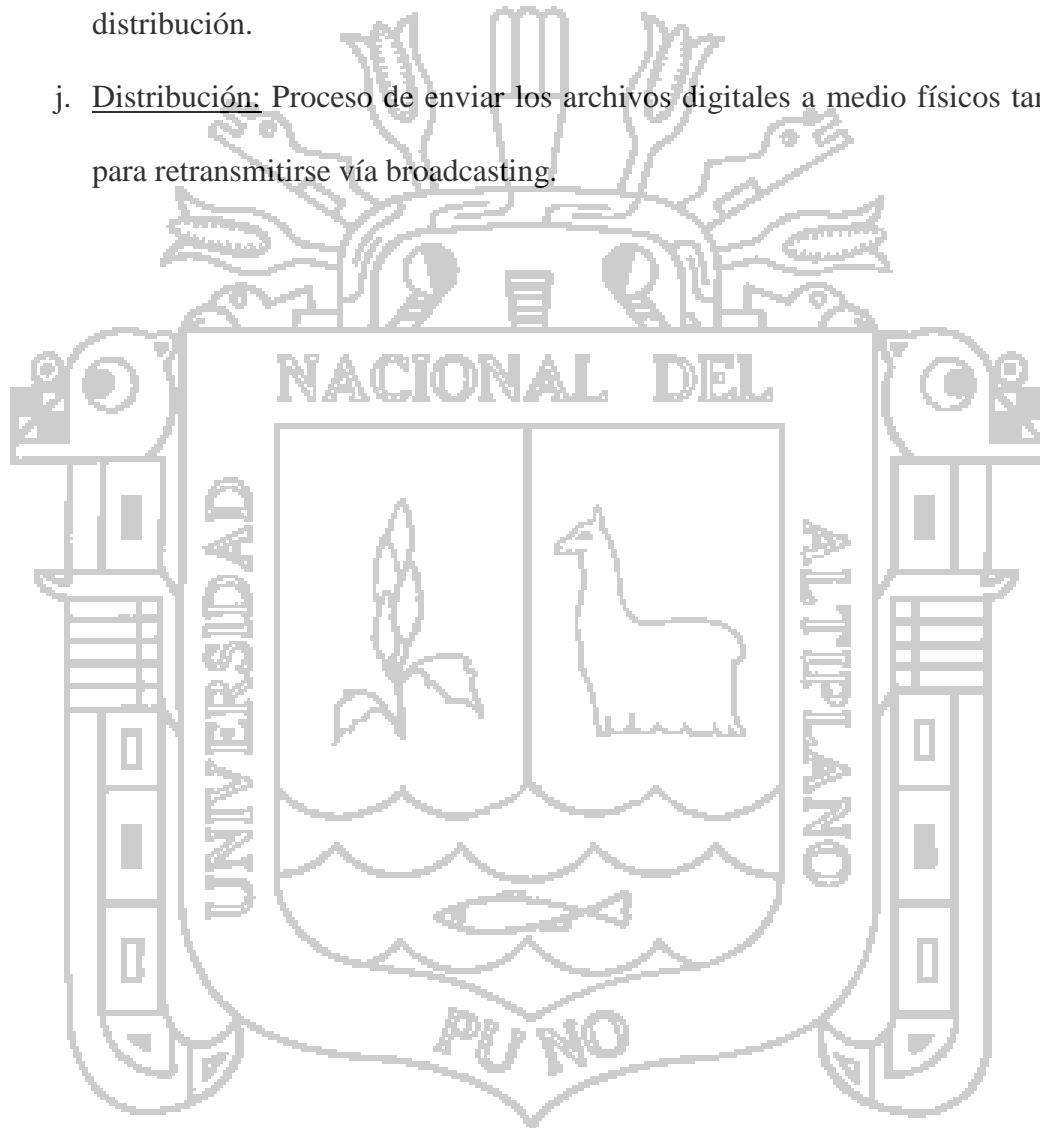 distribución.
j. Distribución: Proceso de enviar los archivos digitales a medio físicos
para retransmitirse vía broadcasting.
NACIONAL DEL
UNIVERSIDAD
ALTIPLANO
PUNO